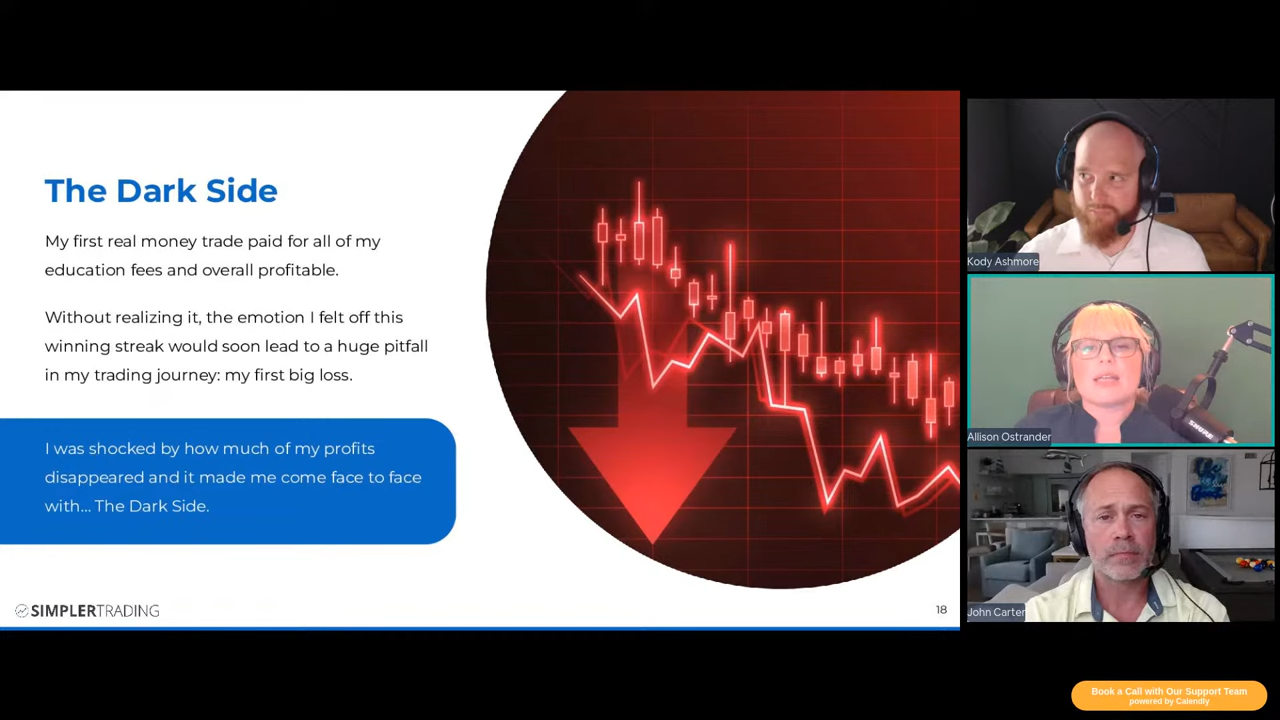 The Dark Side
My first real money trade paid for all of my
education fees and overall profitable.
Without realizing it, the emotion I felt off this
winning streak would soon lead to a huge pitfall
in my trading journey: my first big loss.
I was shocked by how much of my profits
disappeared and it made me come face to face
with... The Dark Side.
SIMPLERTRADING
18
Kody Ashmore
Allison Ostrander
SHURE
John Carter
Book a Call with Our Support Team
powered by Calendly